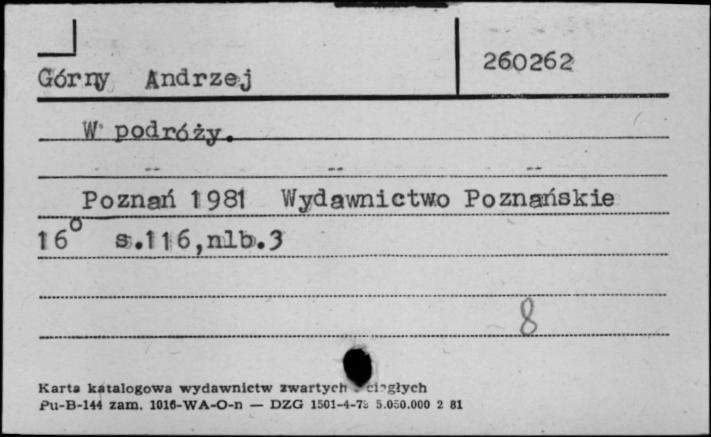 260262
Górny Andrzej
W podróży.
-- -- --
Poznań 1981 Wydawnictwo Poznańskie
16° s.116,nlb.3
8
Karta katalogowa wydawnictw zwartych ciągłych
Pu-B-144 zam. 1016-WA-O-n — DZG 1501-4-78 5.050.000 2 81